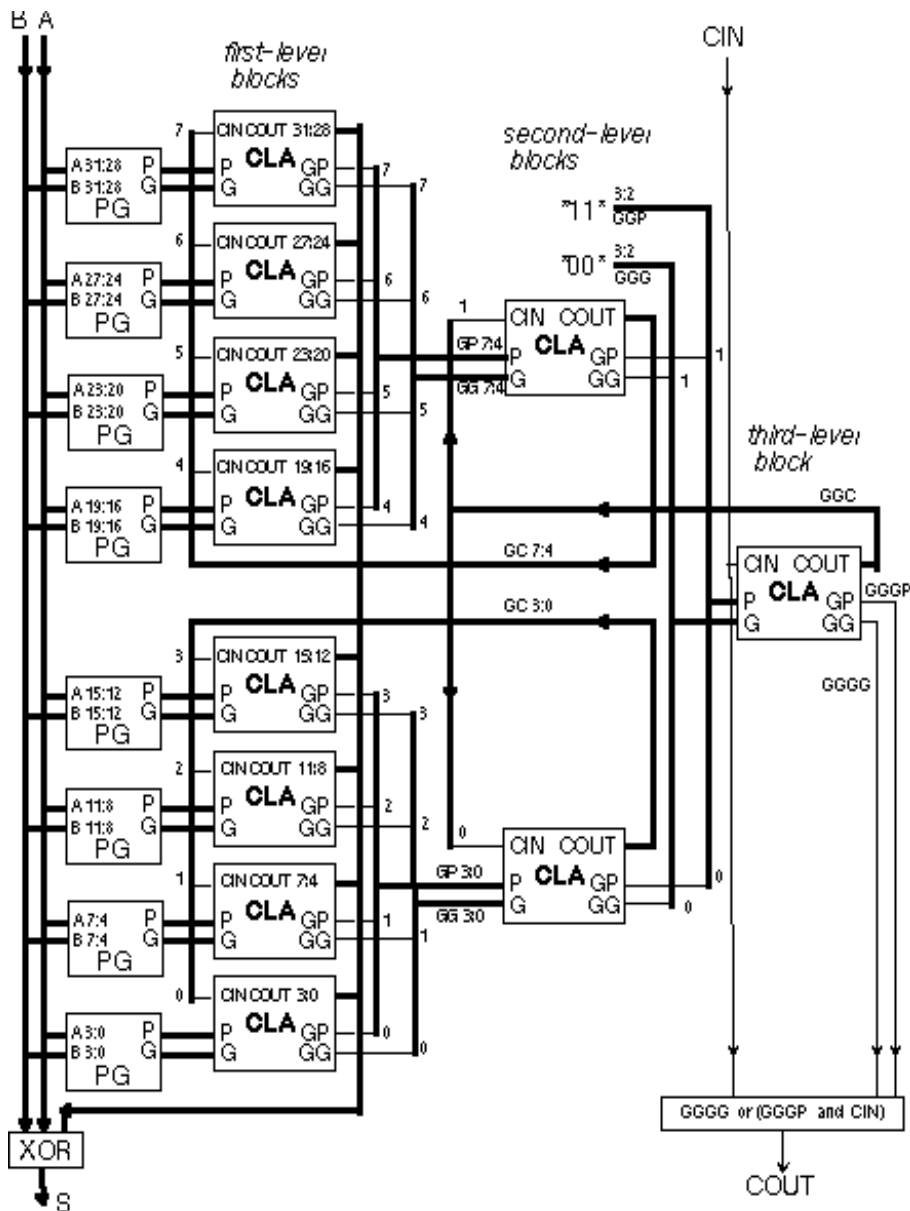 B A
CIN
first-level
blocks
second-level
blocks
7 CIN COUT 31:28
A 31:28 P
B 31:28 G
PG
P CLA GP 7
G GG 7
"11" 3:2
GGP
"00" 3:2
GGG
6 CIN COUT 27:24
A 27:24 P
B 27:24 G
PG
P CLA GP 6
G GG 6
5 CIN COUT 23:20
A 23:20 P
B 23:20 G
PG
P CLA GP 5
G GG 5
4 CIN COUT 19:16
A 19:16 P
B 19:16 G
PG
P CLA GP 4
G GG 4
1 CIN COUT
GP 7:4 P CLA GP 1
GG 7:4 G GG 1
third-level
block
GGC
GC 7:4
GC 3:0
CIN COUT
P CLA GP GGGP
G GG
GGGG
3 CIN COUT 15:12
A 15:12 P
B 15:12 G
PG
P CLA GP 3
G GG 3
2 CIN COUT 11:8
A 11:8 P
B 11:8 G
PG
P CLA GP 2
G GG 2
0 CIN COUT
GP 3:0 P CLA GP 0
GG 3:0 G GG 0
1 CIN COUT 7:4
A 7:4 P
B 7:4 G
PG
P CLA GP 1
G GG 1
0 CIN COUT 3:0
A 3:0 P
B 3:0 G
PG
P CLA GP 0
G GG 0
GGGG or (GGGP and CIN)
XOR
COUT
S